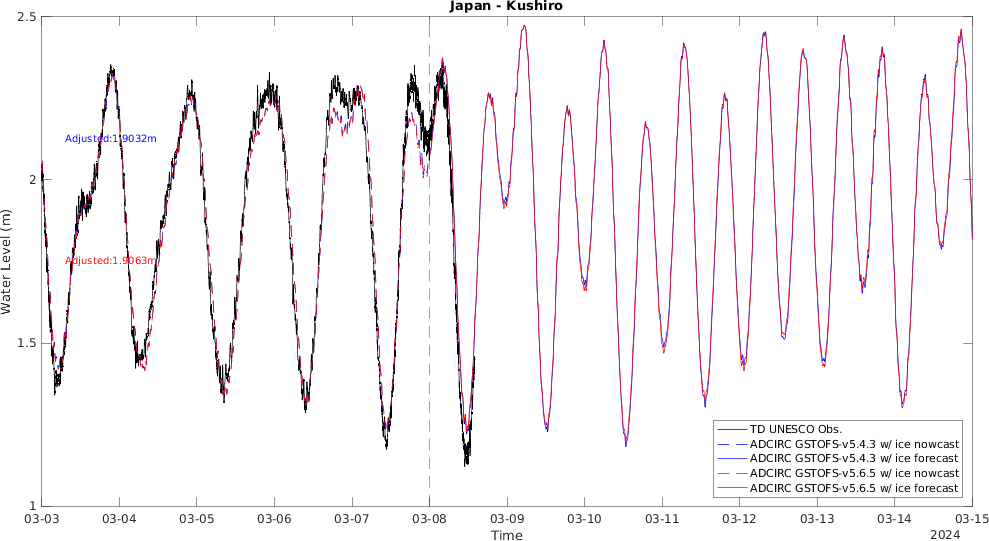 Japan - Kushiro
2.5
2
1.5
1
Water Level (m)
Adjusted:1.9032m
Adjusted:1.9063m
TD UNESCO Obs.
ADCIRC GSTOFS-v5.4.3 w/ ice nowcast
ADCIRC GSTOFS-v5.4.3 w/ ice forecast
ADCIRC GSTOFS-v5.6.5 w/ ice nowcast
ADCIRC GSTOFS-v5.6.5 w/ ice forecast
03-03 03-04 03-05 03-06 03-07 03-08 03-09 03-10 03-11 03-12 03-13 03-14 03-15
Time
2024